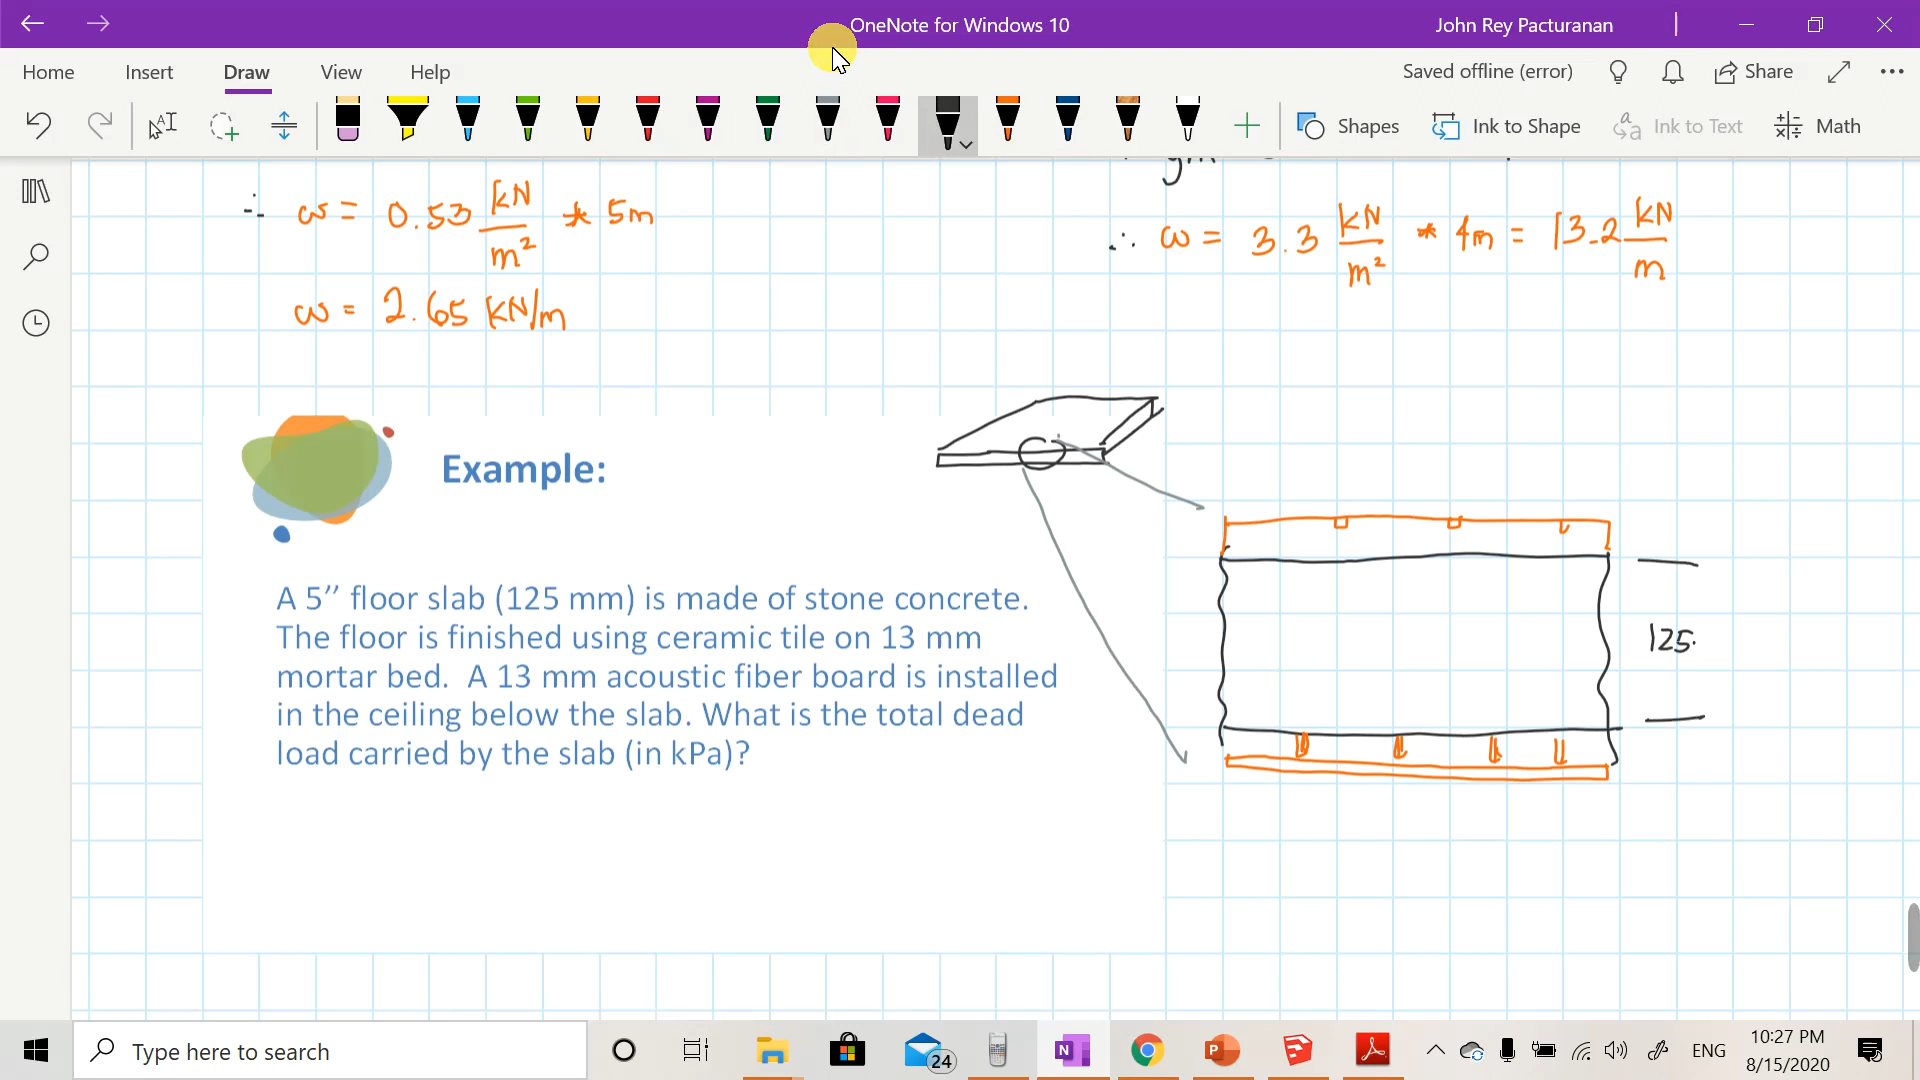 OneNote for Windows 10
John Rey Pacturanan
Home Insert Draw View Help
Saved offline (error) Share
Shapes Ink to Shape Ink to Text Math
∴ ω = 0.53 kN/m² * 5m
ω = 2.65 kN/m
∴ ω = 3.3 kN/m² * 4m = 13.2 kN/m
Example:
A 5’’ floor slab (125 mm) is made of stone concrete.
The floor is finished using ceramic tile on 13 mm
mortar bed. A 13 mm acoustic fiber board is installed
in the ceiling below the slab. What is the total dead
load carried by the slab (in kPa)?
125
Type here to search
24
ENG
10:27 PM
8/15/2020